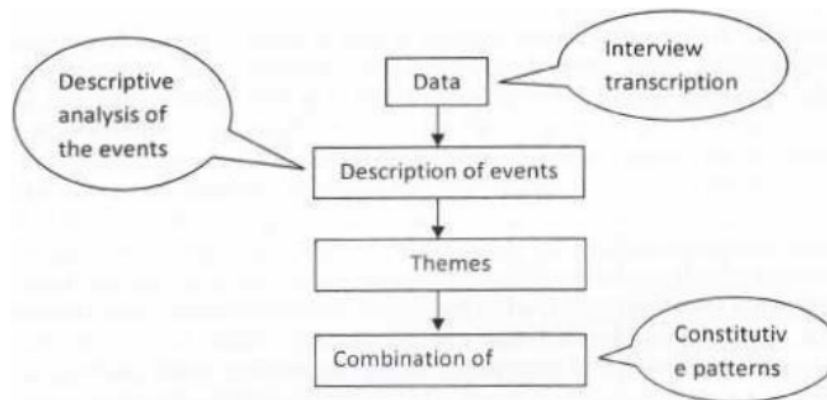 Interview
transcription
Data
Descriptive
analysis of
the events
Description of events
Themes
Combination of
Constitutiv
e patterns